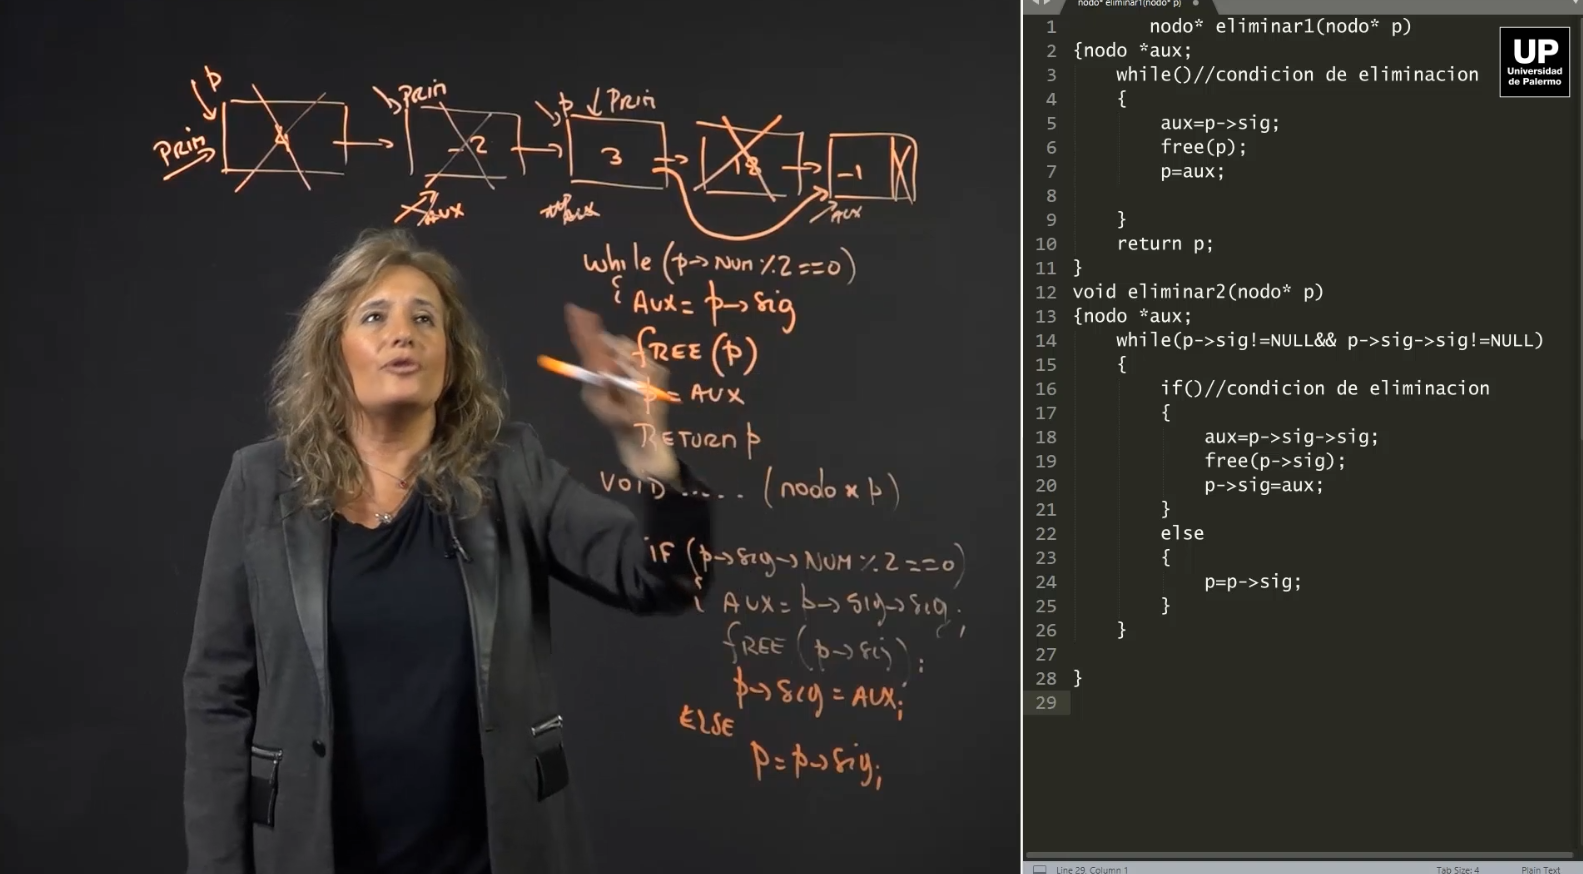 p
PRIM
4
PRIM
-2
AUX
p
PRIM
3
AUX
18
-1
AUX
while (p->NUM%2==0)
{ AUX= p->sig
fREE (p)
p= AUX
RETURN p
VOID ..... (nodo* p)
IF (p->sig->NUM%2==0)
{ AUX= p->sig->sig;
fREE (p->sig);
p->sig = AUX;
ELSE
p=p->sig;
nodo* eliminar1(nodo* p)
1 nodo* eliminar1(nodo* p)
2 {nodo *aux;
3 while()//condicion de eliminacion
4 {
5 aux=p->sig;
6 free(p);
7 p=aux;
8
9 }
10 return p;
11 }
12 void eliminar2(nodo* p)
13 {nodo *aux;
14 while(p->sig!=NULL&& p->sig->sig!=NULL)
15 {
16 if()//condicion de eliminacion
17 {
18 aux=p->sig->sig;
19 free(p->sig);
20 p->sig=aux;
21 }
22 else
23 {
24 p=p->sig;
25 }
26 }
27
28 }
29
UP
Universidad
de Palermo
Line 29, Column 1
Tab Size: 4
Plain Text